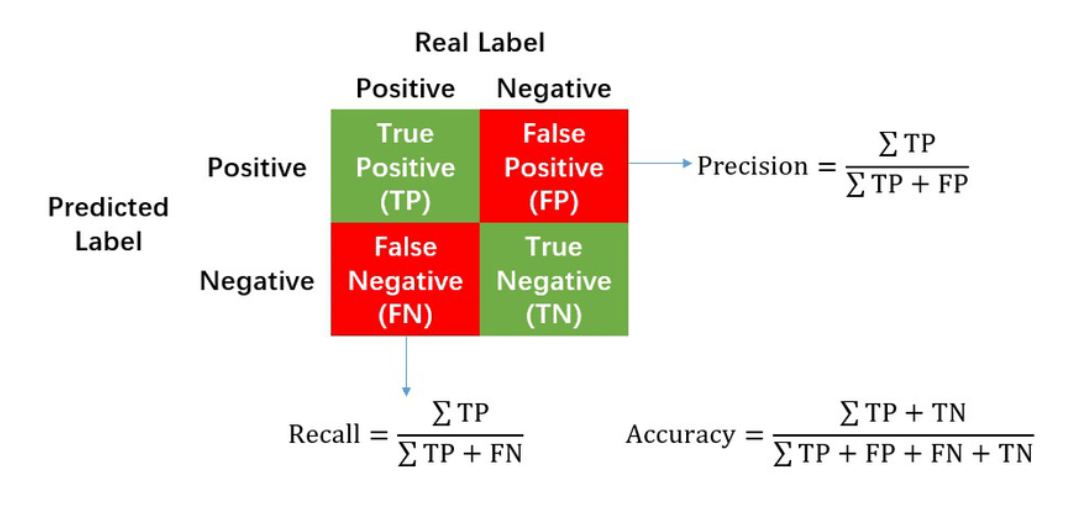 Real Label
Positive Negative
True Positive (TP)
False Positive (FP)
Positive
Precision = ∑ TP / ∑ TP + FP
Predicted Label
False Negative (FN)
True Negative (TN)
Negative
Recall = ∑ TP / ∑ TP + FN
Accuracy = ∑ TP + TN / ∑ TP + FP + FN + TN